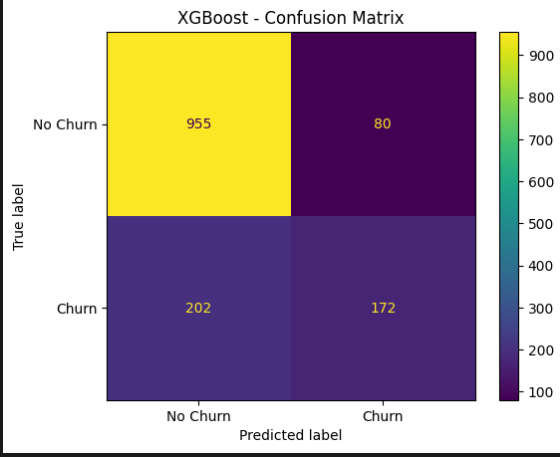 XGBoost - Confusion Matrix
No Churn
955
80
Churn
202
172
No Churn
Churn
True label
Predicted label
900
800
700
600
500
400
300
200
100